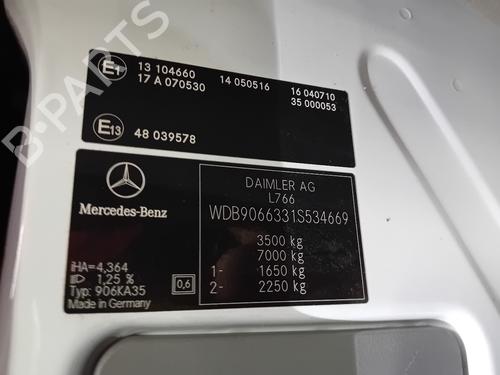 E1 13 104660 14 050516 16 040710
17 A 070530 35 000053
E13 48 039578
DAIMLER AG
L766
Mercedes-Benz
WDB9066331S534669
3500 kg
7000 kg
iHA=4,364
1- 1650 kg
1,25 %
0,6
2- 2250 kg
Typ: 906KA35
Made in Germany
B-PARTS